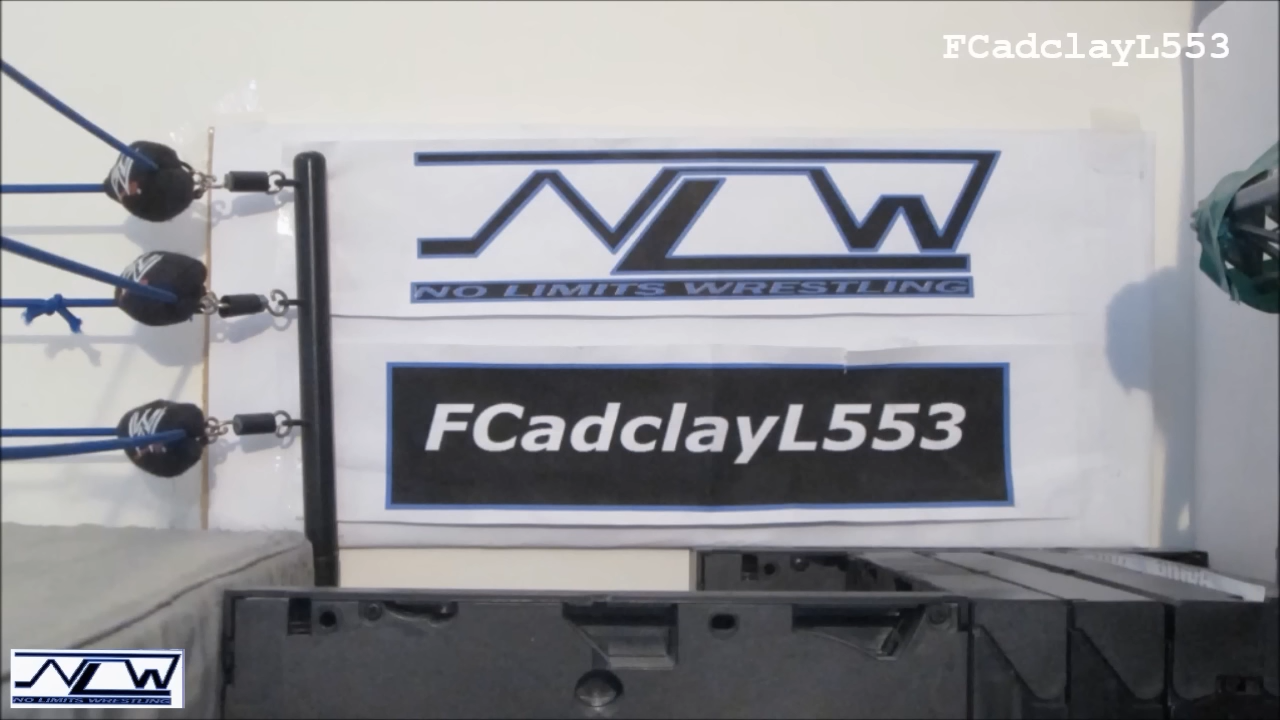 FCadclayL553
NLW
NO LIMITS WRESTLING
FCadclayL553
NLW
NO LIMITS WRESTLING